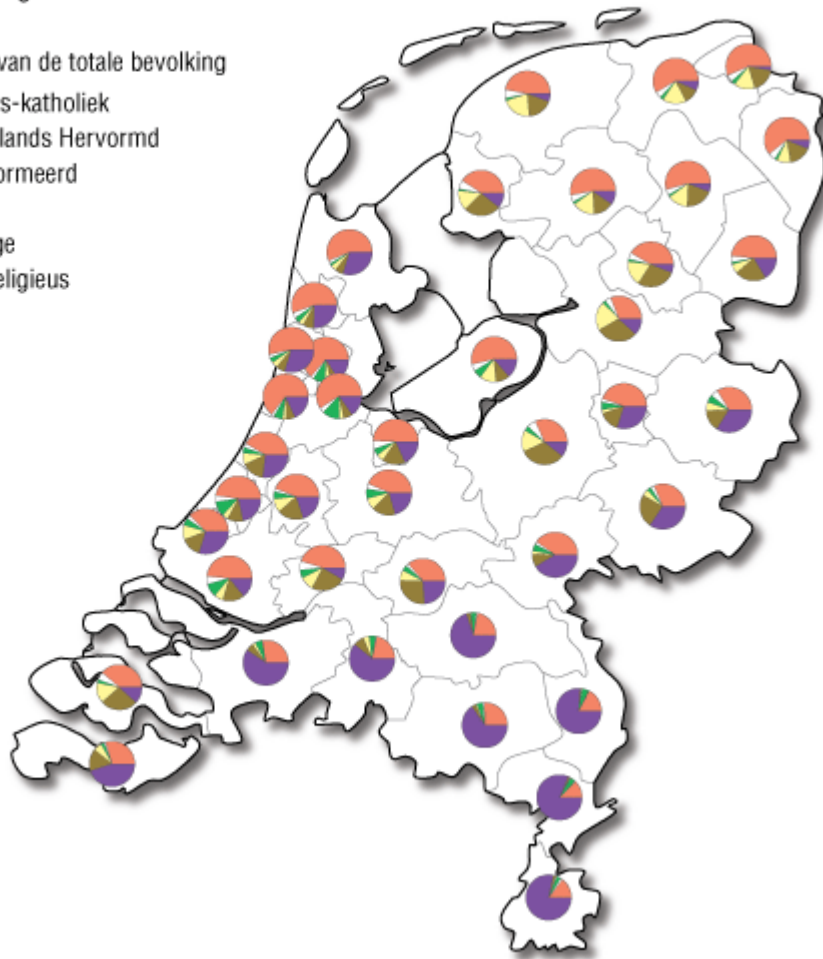 van de totale bevolking
s-katholiek
lands Hervormd
ormeerd
ge
eligieus